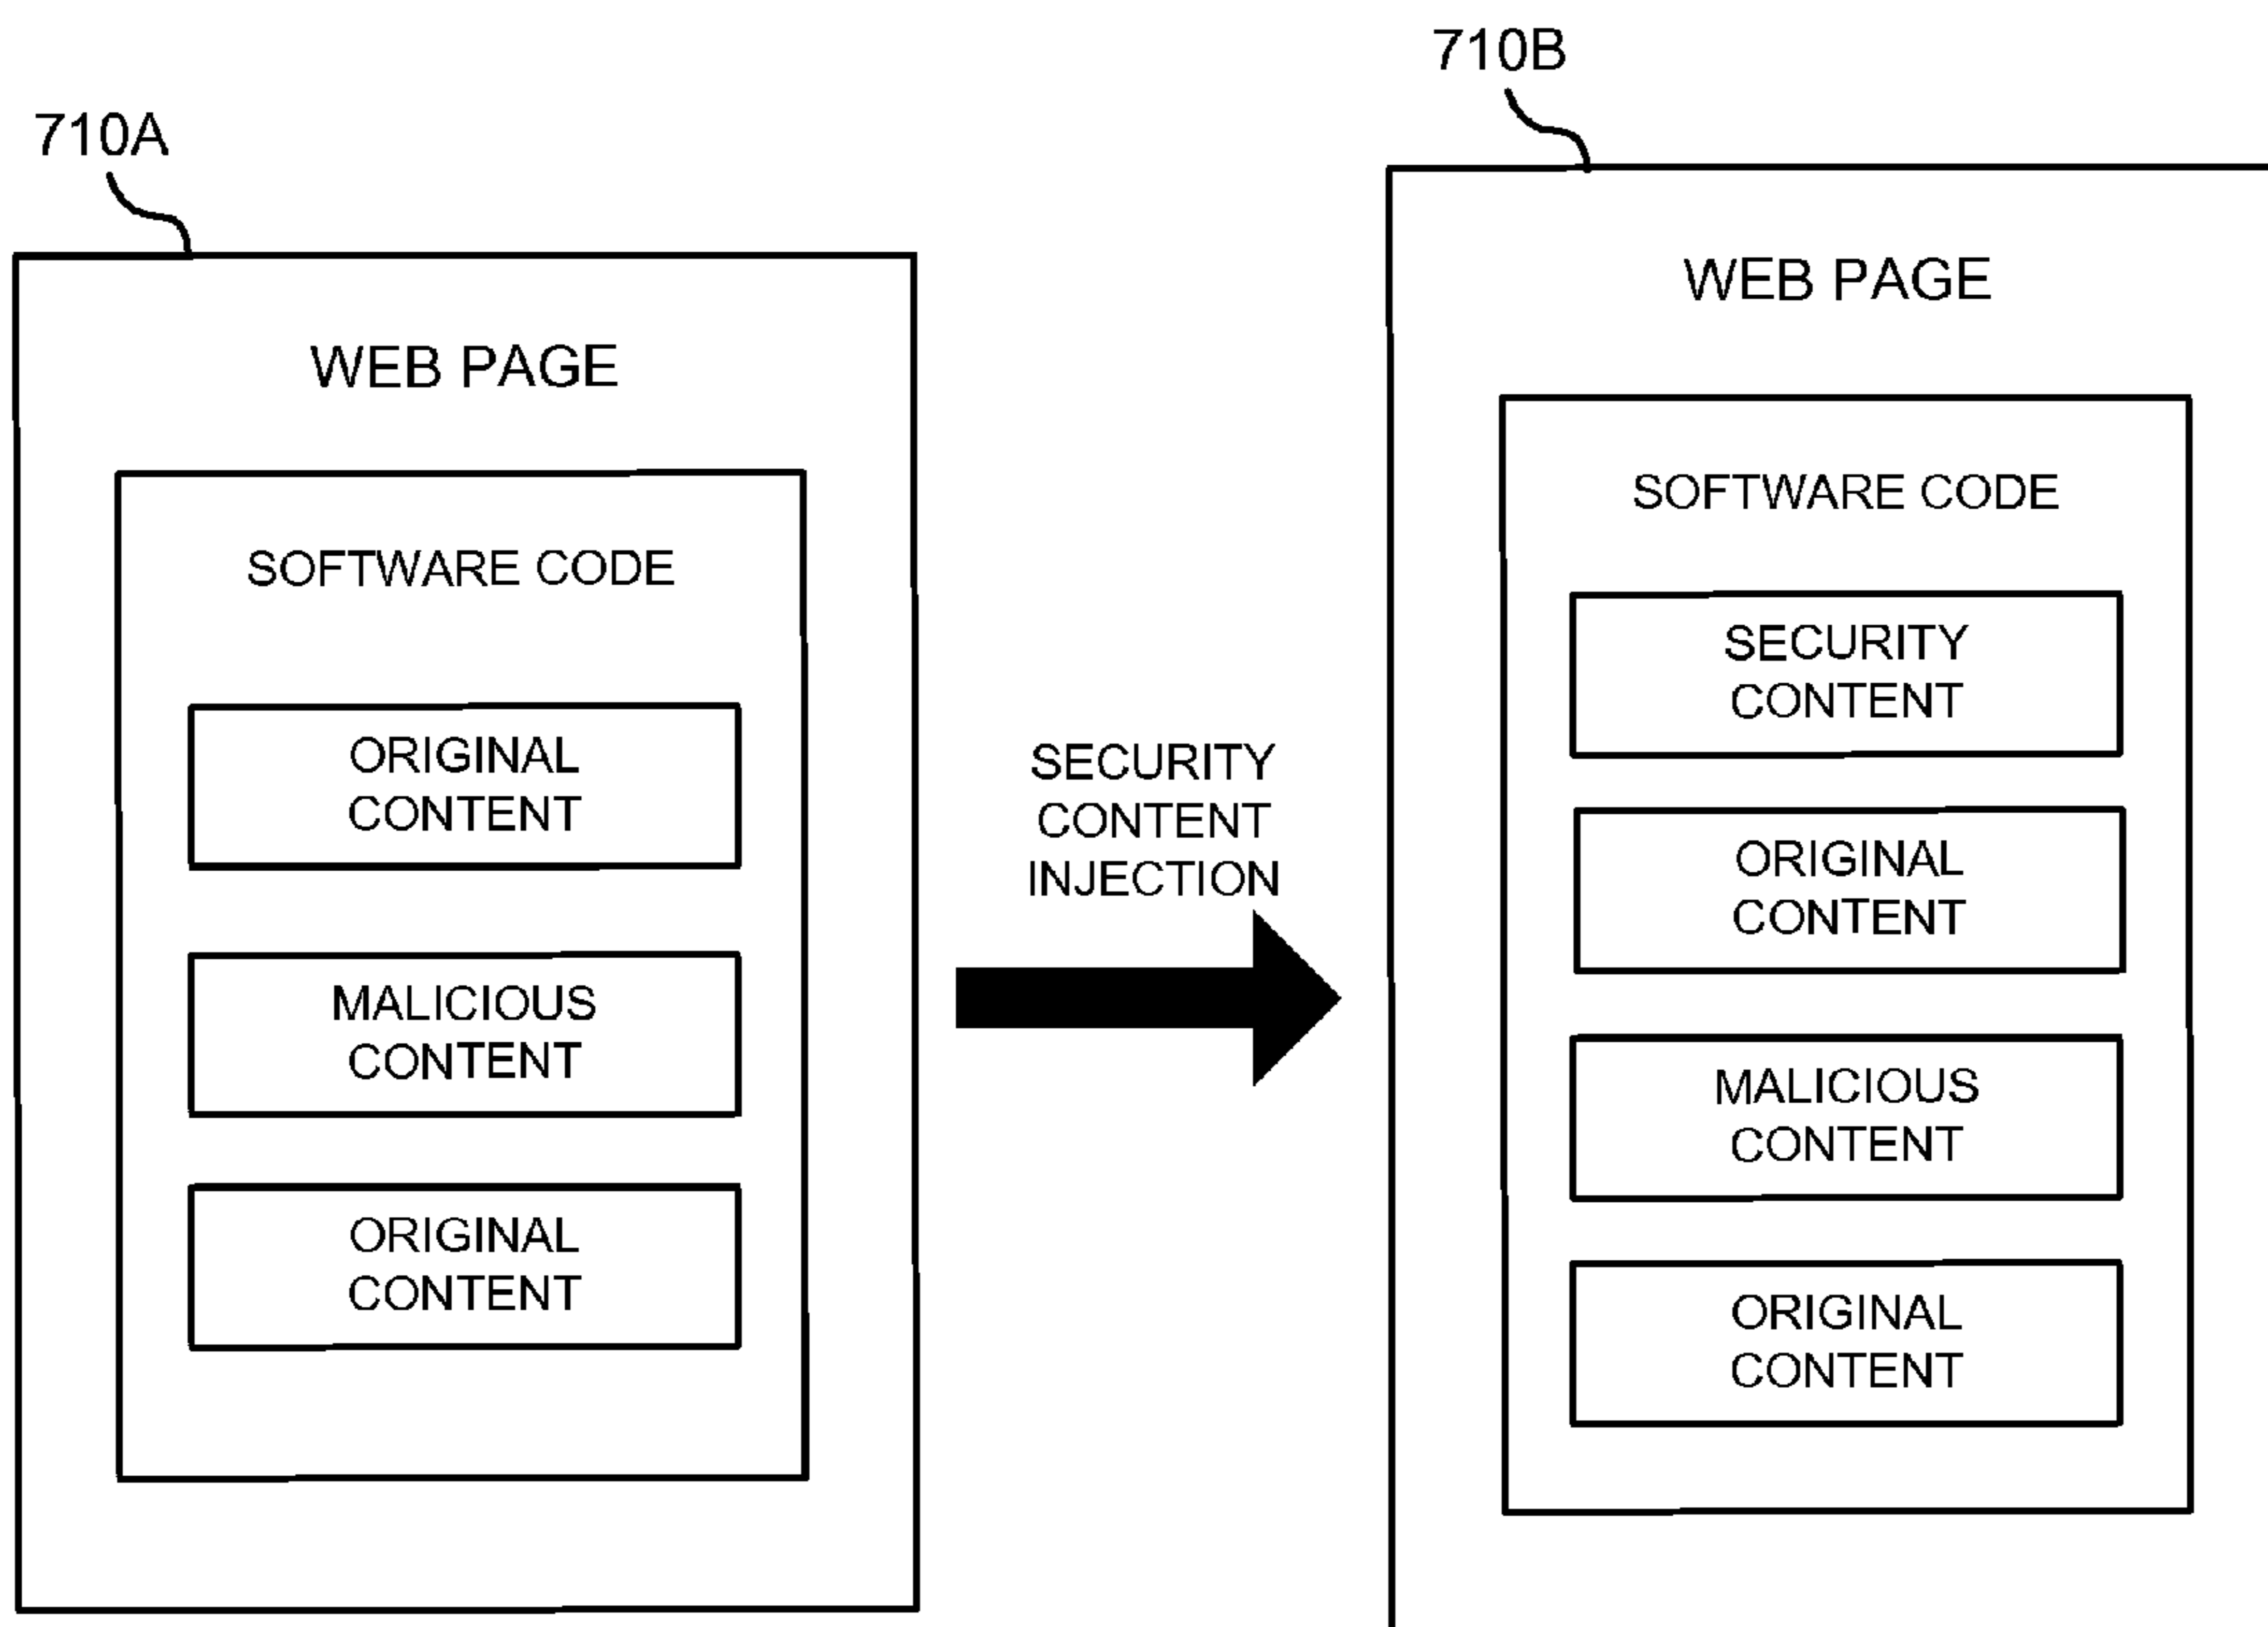 710A
WEB PAGE
SOFTWARE CODE
ORIGINAL
CONTENT
MALICIOUS
CONTENT
ORIGINAL
CONTENT
SECURITY
CONTENT
INJECTION
710B
WEB PAGE
SOFTWARE CODE
SECURITY
CONTENT
ORIGINAL
CONTENT
MALICIOUS
CONTENT
ORIGINAL
CONTENT